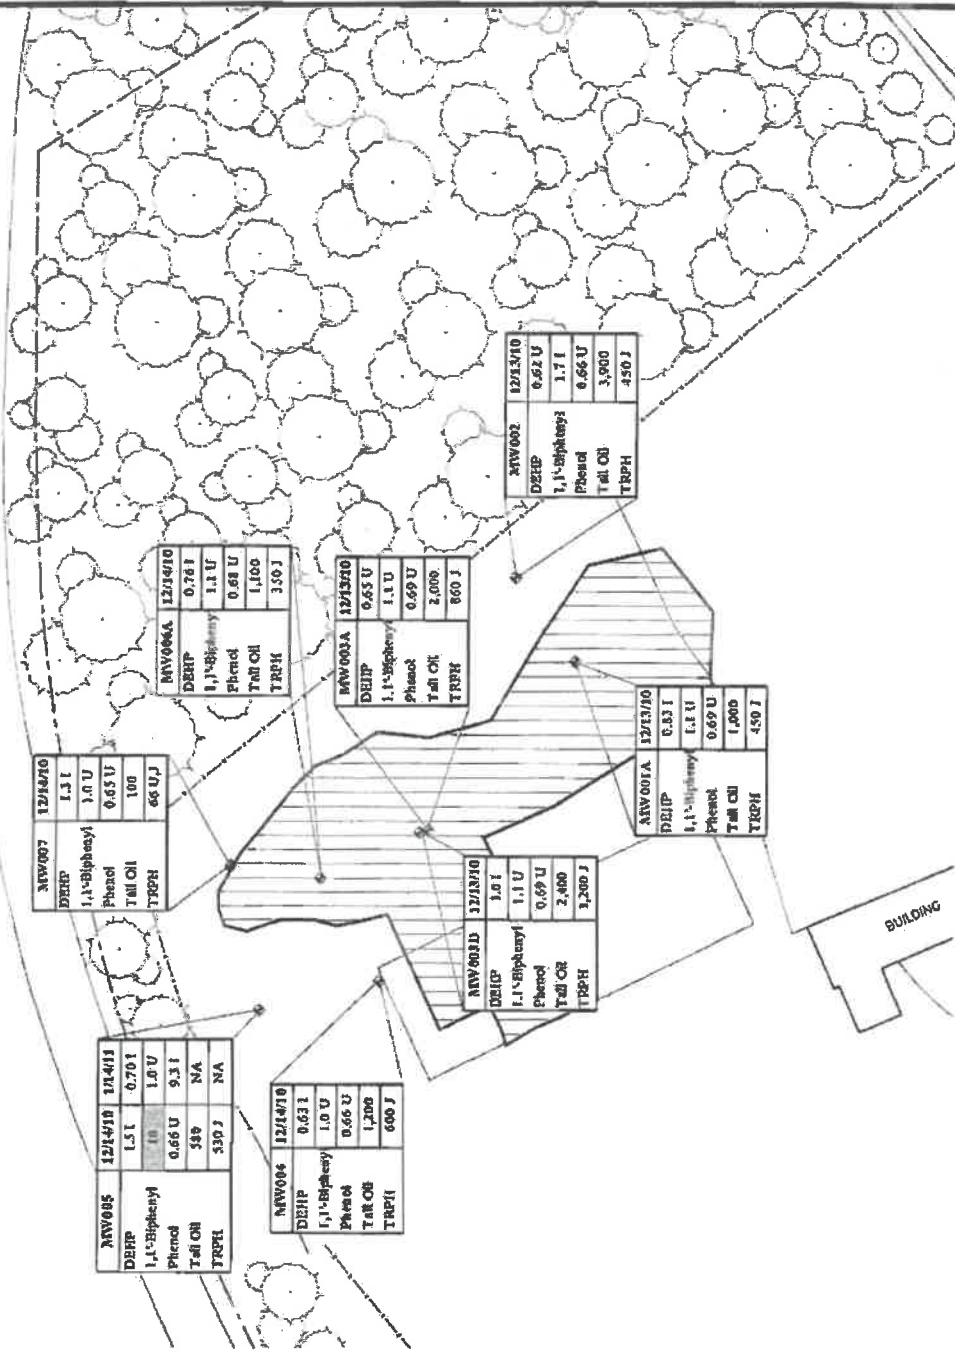 MW007 12/14/10
DEHP 1.3 I
1,1'-Biphenyl 1.0 U
Phenol 0.65 U
Tall Oil 100
TRPH 66 U,J
MW006A 12/14/10
DEHP 0.76 I
1,1'-Biphenyl 1.1 U
Phenol 0.68 U
Tall Oil 1,100
TRPH 350 J
MW003A 12/13/10
DEHP 0.65 U
1,1'-Biphenyl 1.1 U
Phenol 0.69 U
Tall Oil 2,000
TRPH 860 J
MW002 12/13/10
DEHP 0.62 U
1,1'-Biphenyl 1.7 I
Phenol 0.66 U
Tall Oil 3,900
TRPH 450 J
MW005 12/14/10 1/14/11
DEHP 1.5 I 0.70 I
1,1'-Biphenyl 1.0 U
Phenol 0.66 U 9.3 I
Tall Oil 580 NA
TRPH 530 J NA
MW004 12/14/10
DEHP 0.63 I
1,1'-Biphenyl 1.0 U
Phenol 0.66 U
Tall Oil 1,200
TRPH 600 J
12/13/10
DEHP 1.0 I
1,1'-Biphenyl 1.1 U
Phenol 0.69 U
Tall Oil 2,400
TRPH 1,200 J
MW001A 12/13/10
DEHP 0.83 I
1,1'-Biphenyl 1.1 U
Phenol 0.69 U
Tall Oil 1,000
TRPH 450 J
BUILDING